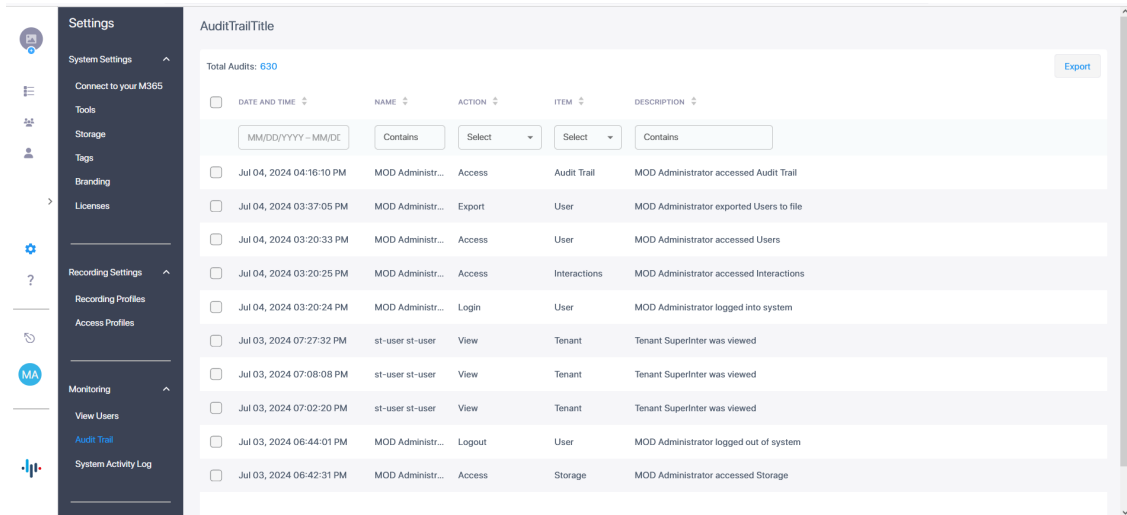 Settings
System Settings
Connect to your M365
Tools
Storage
Tags
Branding
Licenses
?
Recording Settings
Recording Profiles
Access Profiles
MA
Monitoring
View Users
Audit Trail
System Activity Log
AuditTrailTitle
Total Audits: 630 Export
DATE AND TIME NAME ACTION ITEM DESCRIPTION
MM/DD/YYYY – MM/DD Contains Select Select Contains
Jul 04, 2024 04:16:10 PM MOD Administr... Access Audit Trail MOD Administrator accessed Audit Trail
Jul 04, 2024 03:37:05 PM MOD Administr... Export User MOD Administrator exported Users to file
Jul 04, 2024 03:20:33 PM MOD Administr... Access User MOD Administrator accessed Users
Jul 04, 2024 03:20:25 PM MOD Administr... Access Interactions MOD Administrator accessed Interactions
Jul 04, 2024 03:20:24 PM MOD Administr... Login User MOD Administrator logged into system
Jul 03, 2024 07:27:32 PM st-user st-user View Tenant Tenant SuperInter was viewed
Jul 03, 2024 07:08:08 PM st-user st-user View Tenant Tenant SuperInter was viewed
Jul 03, 2024 07:02:20 PM st-user st-user View Tenant Tenant SuperInter was viewed
Jul 03, 2024 06:44:01 PM MOD Administr... Logout User MOD Administrator logged out of system
Jul 03, 2024 06:42:31 PM MOD Administr... Access Storage MOD Administrator accessed Storage